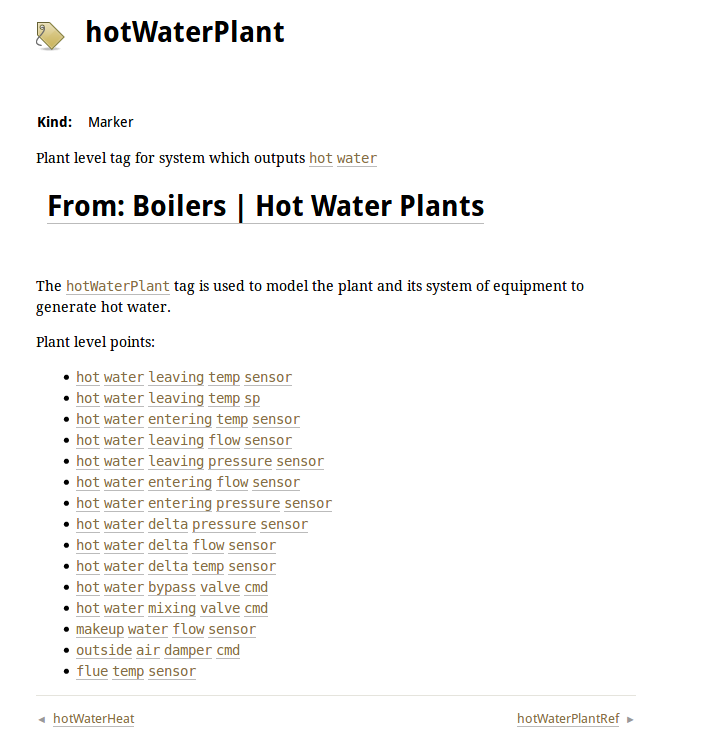 hotWaterPlant
Kind: Marker
Plant level tag for system which outputs hot water
From: Boilers | Hot Water Plants
The hotWaterPlant tag is used to model the plant and its system of equipment to
generate hot water.
Plant level points:
• hot water leaving temp sensor
• hot water leaving temp sp
• hot water entering temp sensor
• hot water leaving flow sensor
• hot water leaving pressure sensor
• hot water entering flow sensor
• hot water entering pressure sensor
• hot water delta pressure sensor
• hot water delta flow sensor
• hot water delta temp sensor
• hot water bypass valve cmd
• hot water mixing valve cmd
• makeup water flow sensor
• outside air damper cmd
• flue temp sensor
◄ hotWaterHeat hotWaterPlantRef ►